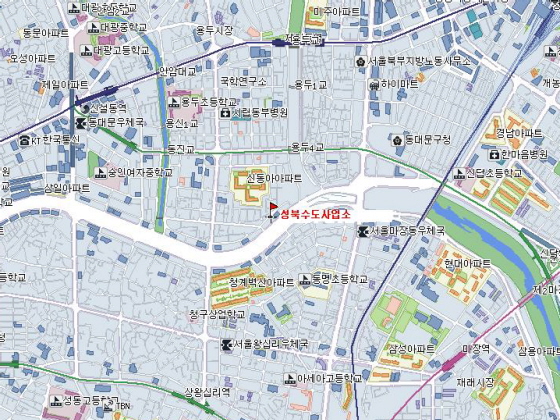 대광중학교
미주아파트
동문아파트
용두시장
대광고등학교
서울북부지방노동사무소
오성아파트
안암대교
제일아파트
국학연구소
용두1교
하이마트
신설동역
용두초등학교
시립동부병원
동대문우체국
용신1교
경남아파트
KT한국통신
동대문구청
동진교
용두4교
한마음병원
숭인여자중학교
신동아아파트
신답초등학교
삼일아파트
성북수도사업소
서울마장동우체국
현대아파트
동명초등학교
청계벽산아파트
청구상업학교
서울왕십리우체국
삼성아파트
마장역
삼용아파트
아세아고등학교
재래시장
상왕십리역
성동고등학교
TBN